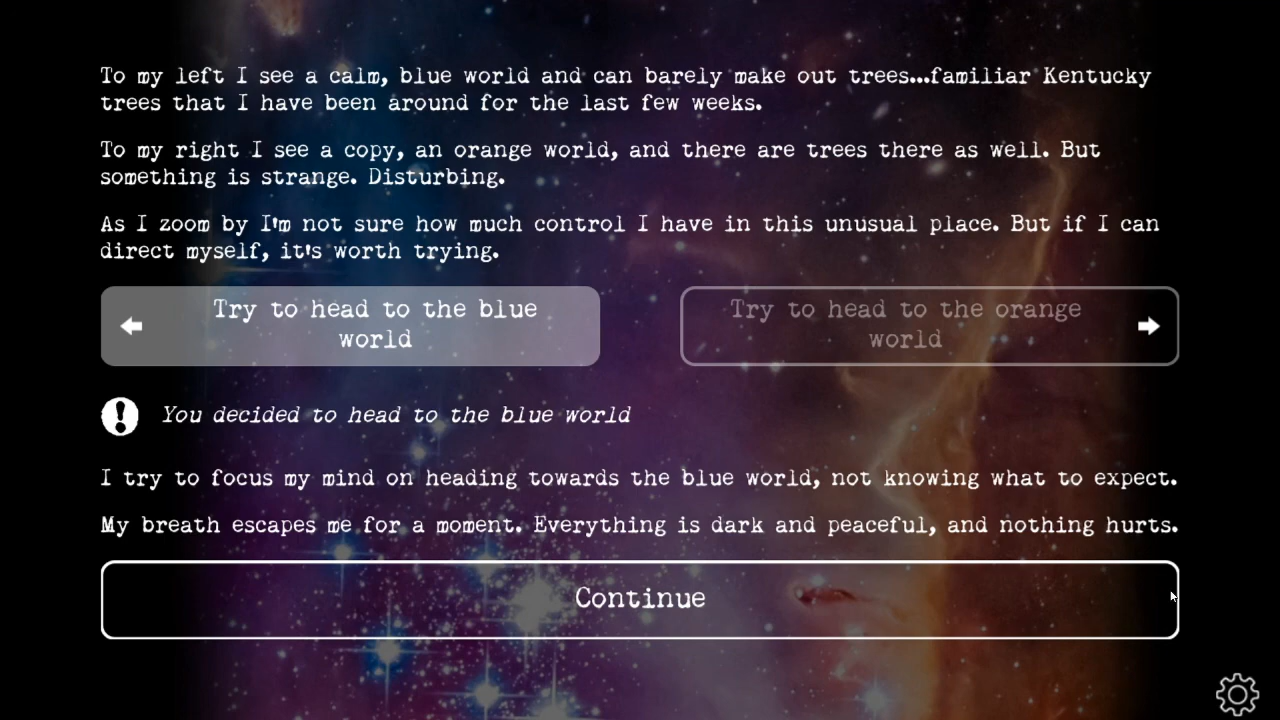 To my left I see a calm, blue world and can barely make out trees...familiar Kentucky
trees that I have been around for the last few weeks.
To my right I see a copy, an orange world, and there are trees there as well. But
something is strange. Disturbing.
As I zoom by I'm not sure how much control I have in this unusual place. But if I can
direct myself, it's worth trying.
Try to head to the blue
world
Try to head to the orange
world
You decided to head to the blue world
I try to focus my mind on heading towards the blue world, not knowing what to expect.
My breath escapes me for a moment. Everything is dark and peaceful, and nothing hurts.
Continue